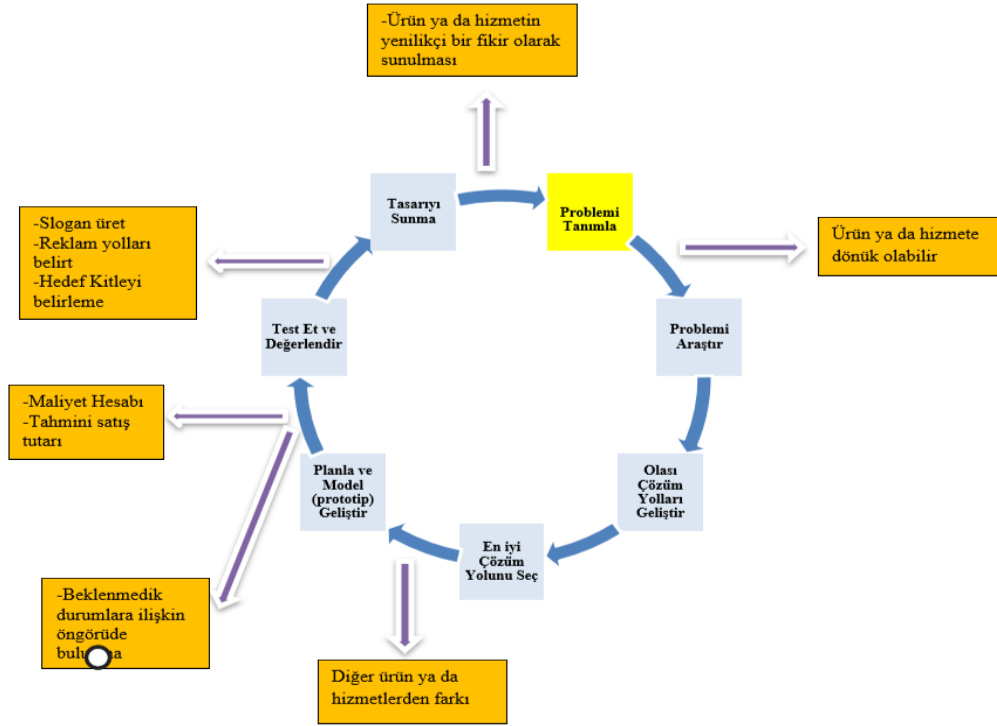 -Ürün ya da hizmetin
yenilikçi bir fikir olarak
sunulması
Tasarıyı
Sunma
Problemi
Tanımla
-Slogan üret
-Reklam yolları
belirt
-Hedef Kitleyi
belirleme
Ürün ya da hizmete
dönük olabilir
Test Et ve
Değerlendir
Problemi
Araştır
-Maliyet Hesabı
-Tahmini satış
tutarı
Planla ve
Model
(prototip)
Geliştir
Olası
Çözüm
Yolları
Geliştir
En iyi
Çözüm
Yolunu Seç
-Beklenmedik
durumlara ilişkin
öngörüde
Diğer ürün ya da
hizmetlerden farkı